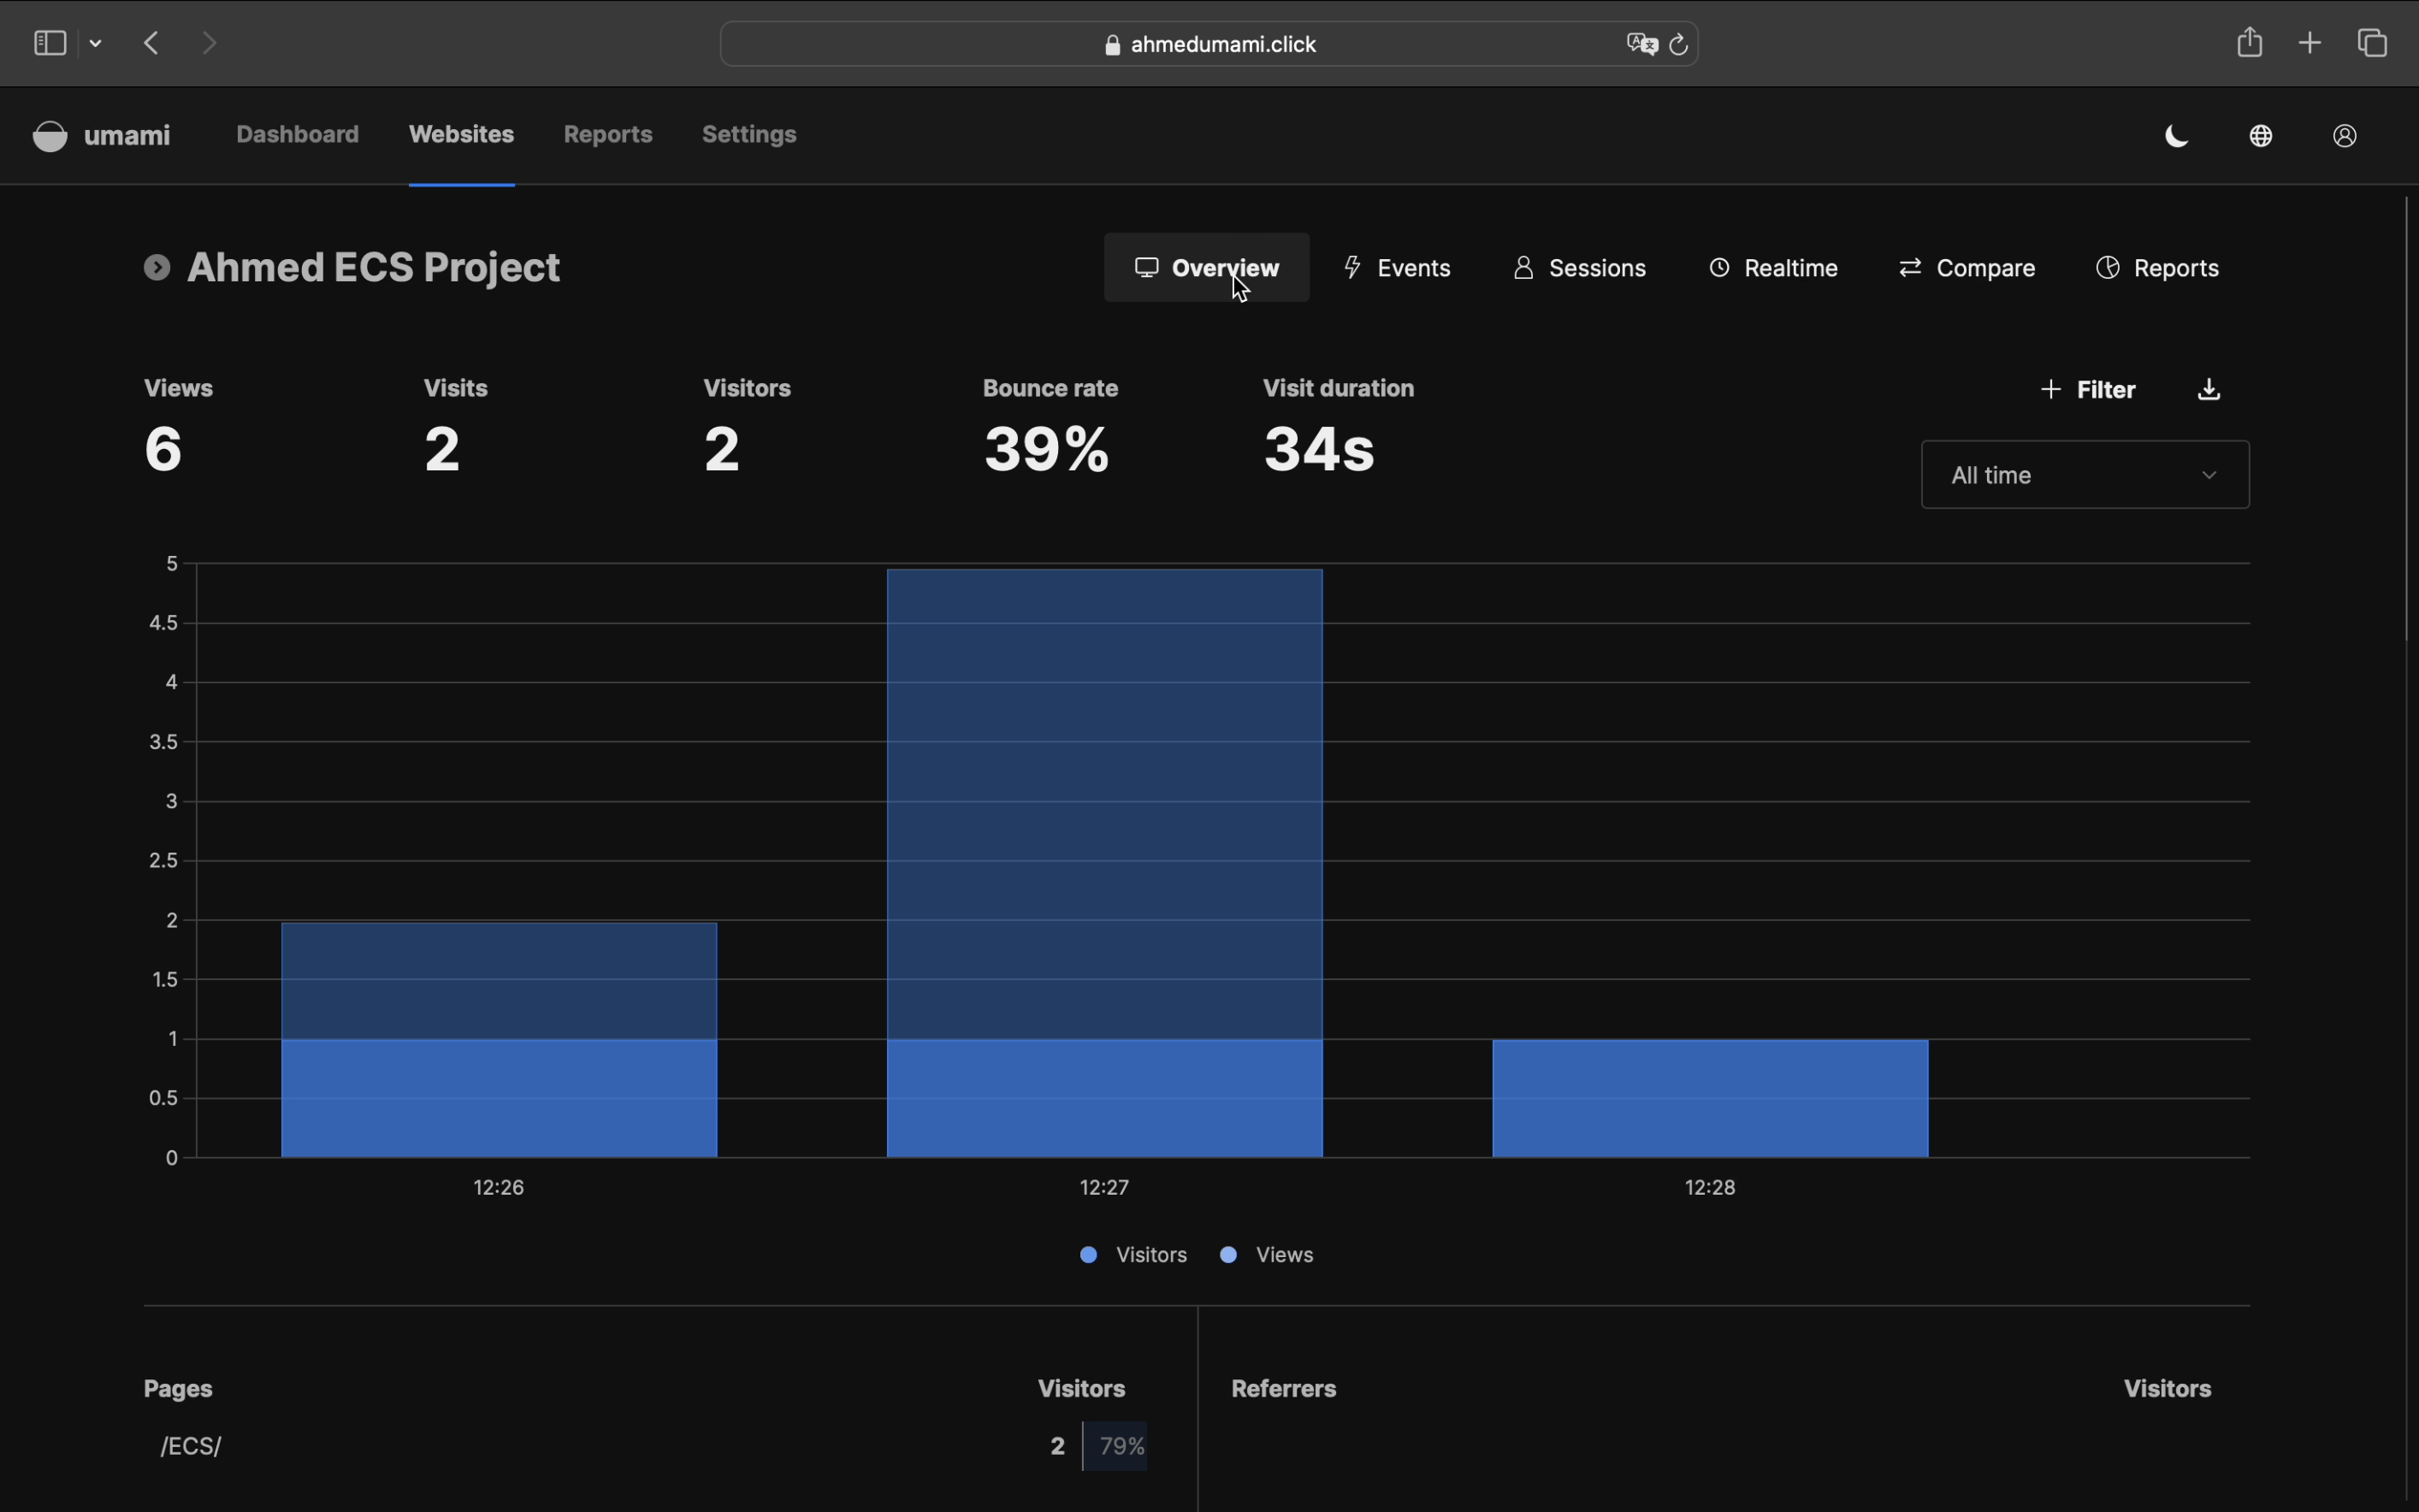 ahmedumami.click
umami Dashboard Websites Reports Settings
Ahmed ECS Project Overview Events Sessions Realtime Compare Reports
Views Visits Visitors Bounce rate Visit duration Filter
6 2 2 39% 34s
All time
5
4.5
4
3.5
3
2.5
2
1.5
1
0.5
0
12:26 12:27 12:28
Visitors Views
Pages Visitors Referrers Visitors
/ECS/ 2 79%